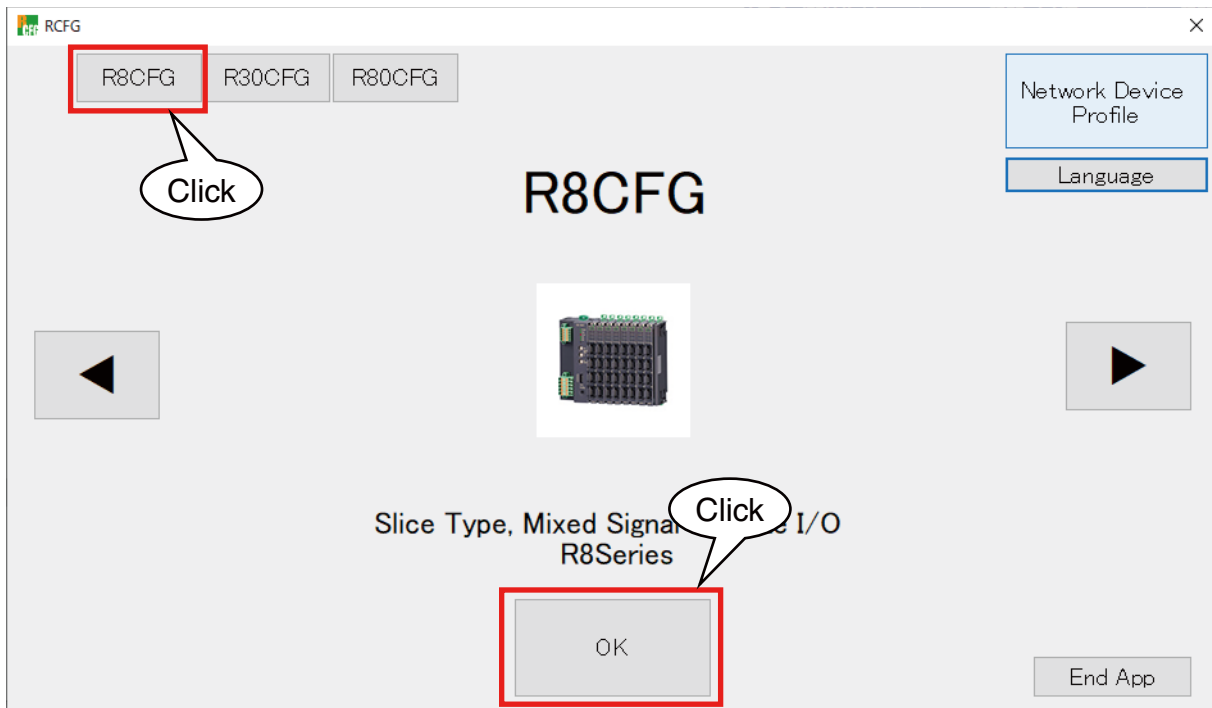 RCFG
R8CFG R30CFG R80CFG
Network Device
Profile
Language
Click
R8CFG
Click
Slice Type, Mixed Signal I/O
R8Series
OK
End App